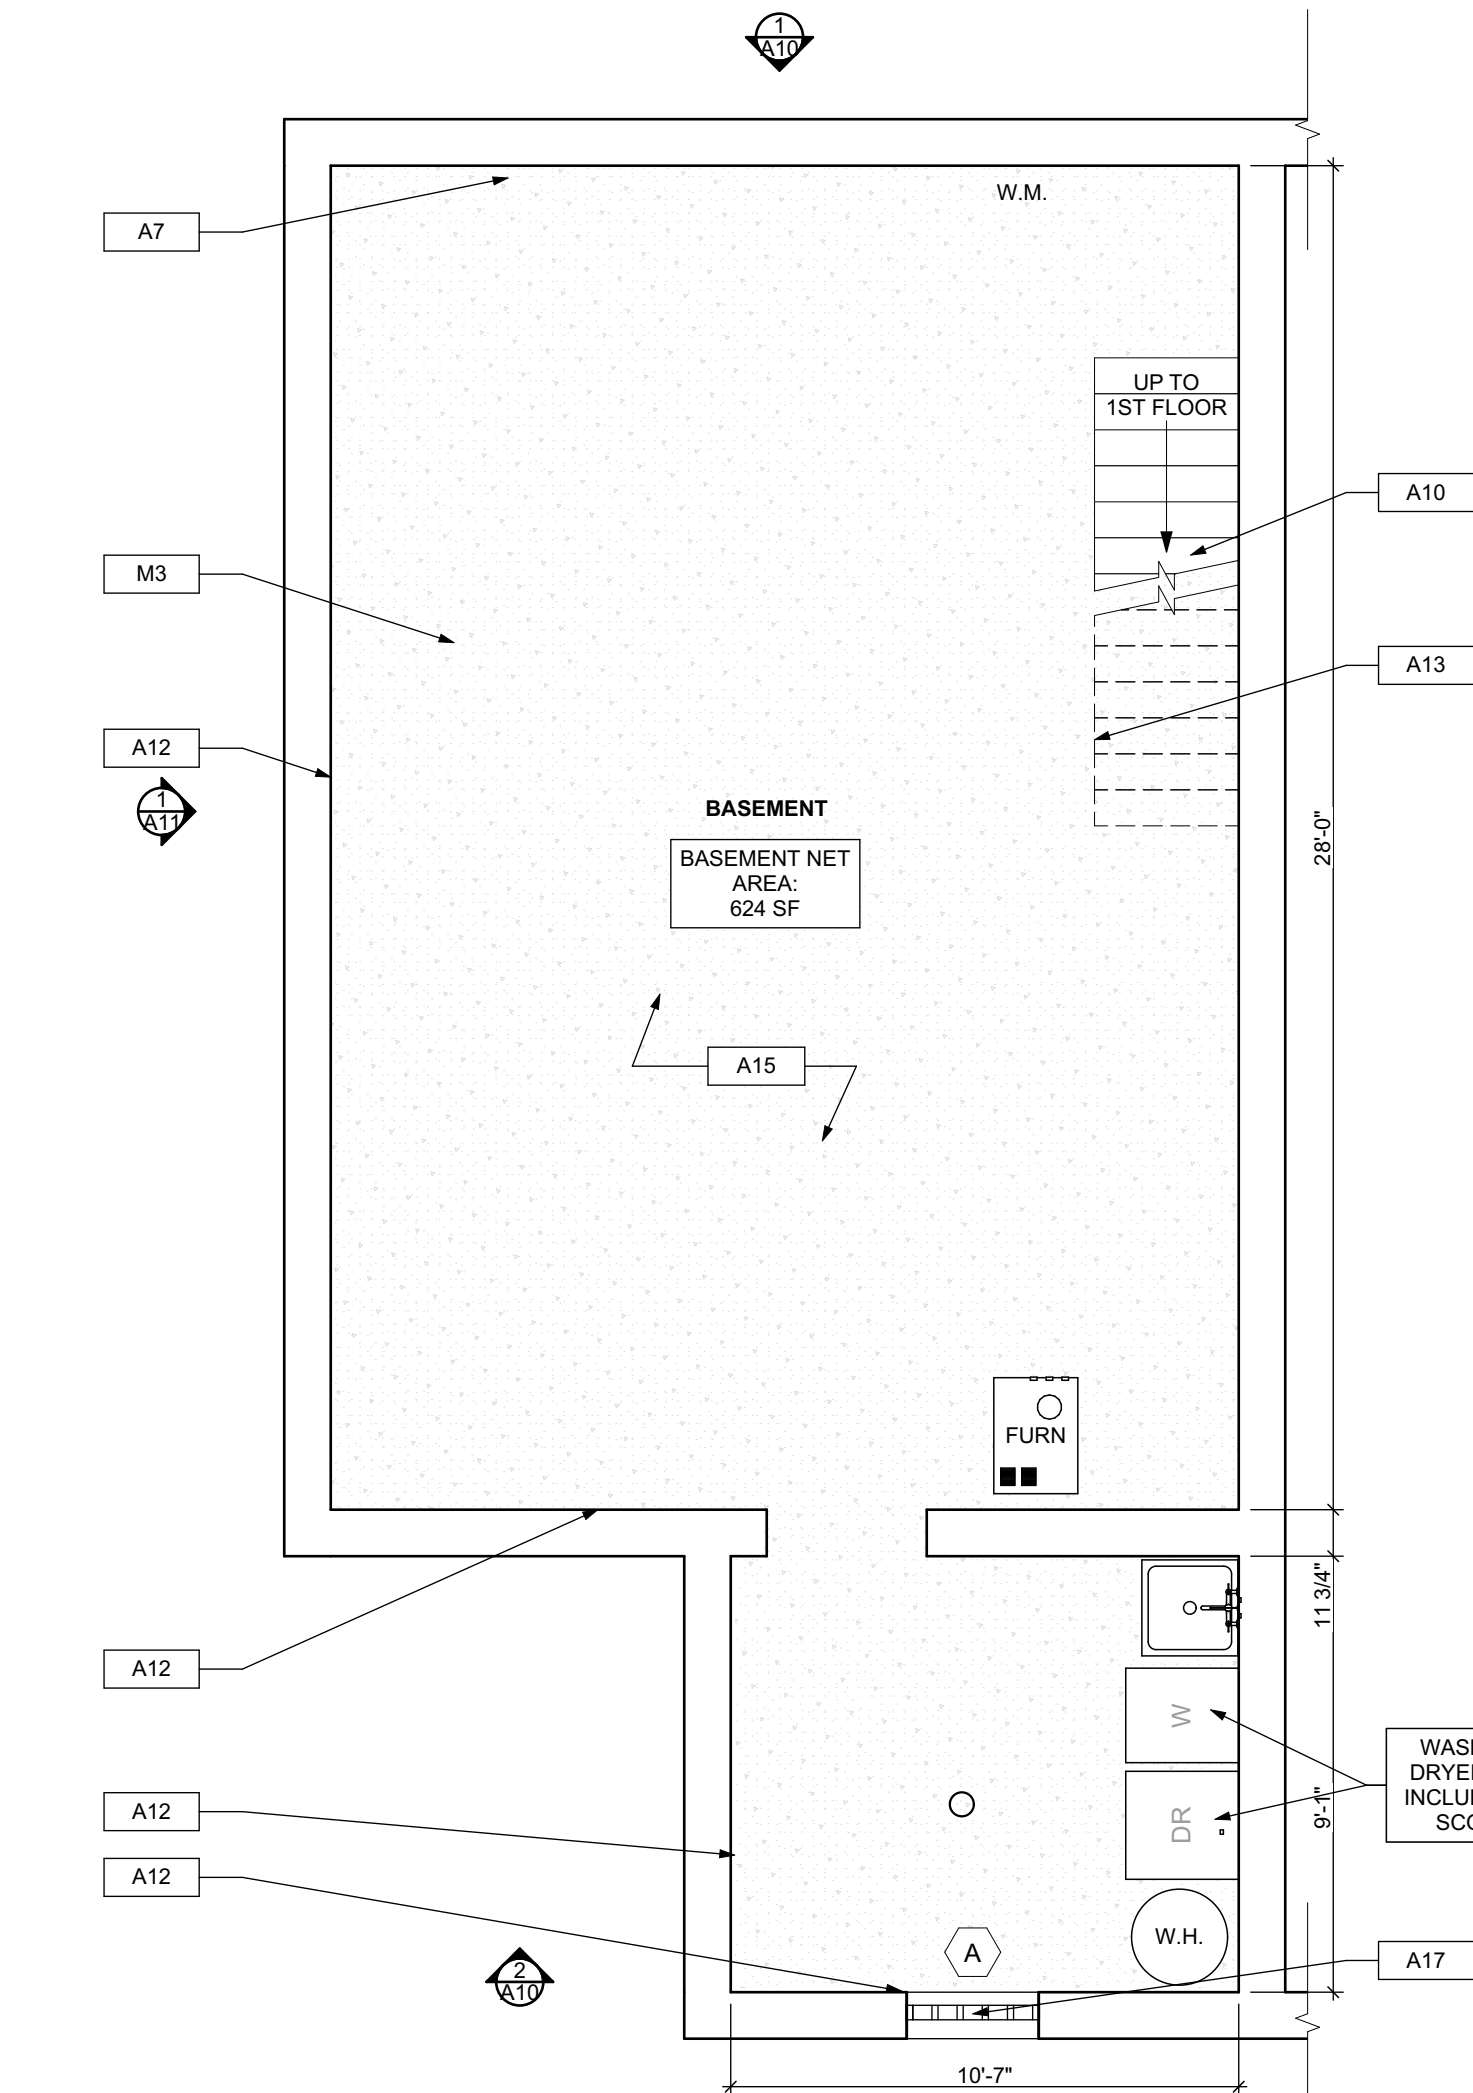 1
A10
W.M.
A7
UP TO
1ST FLOOR
A10
M3
A13
A12
1
A11
BASEMENT
28'-0"
BASEMENT NET
AREA:
624 SF
A15
FURN
11 3/4"
A12
W
DR
9'-1"
A12
A12
W.H.
A
2
A10
A17
10'-7"